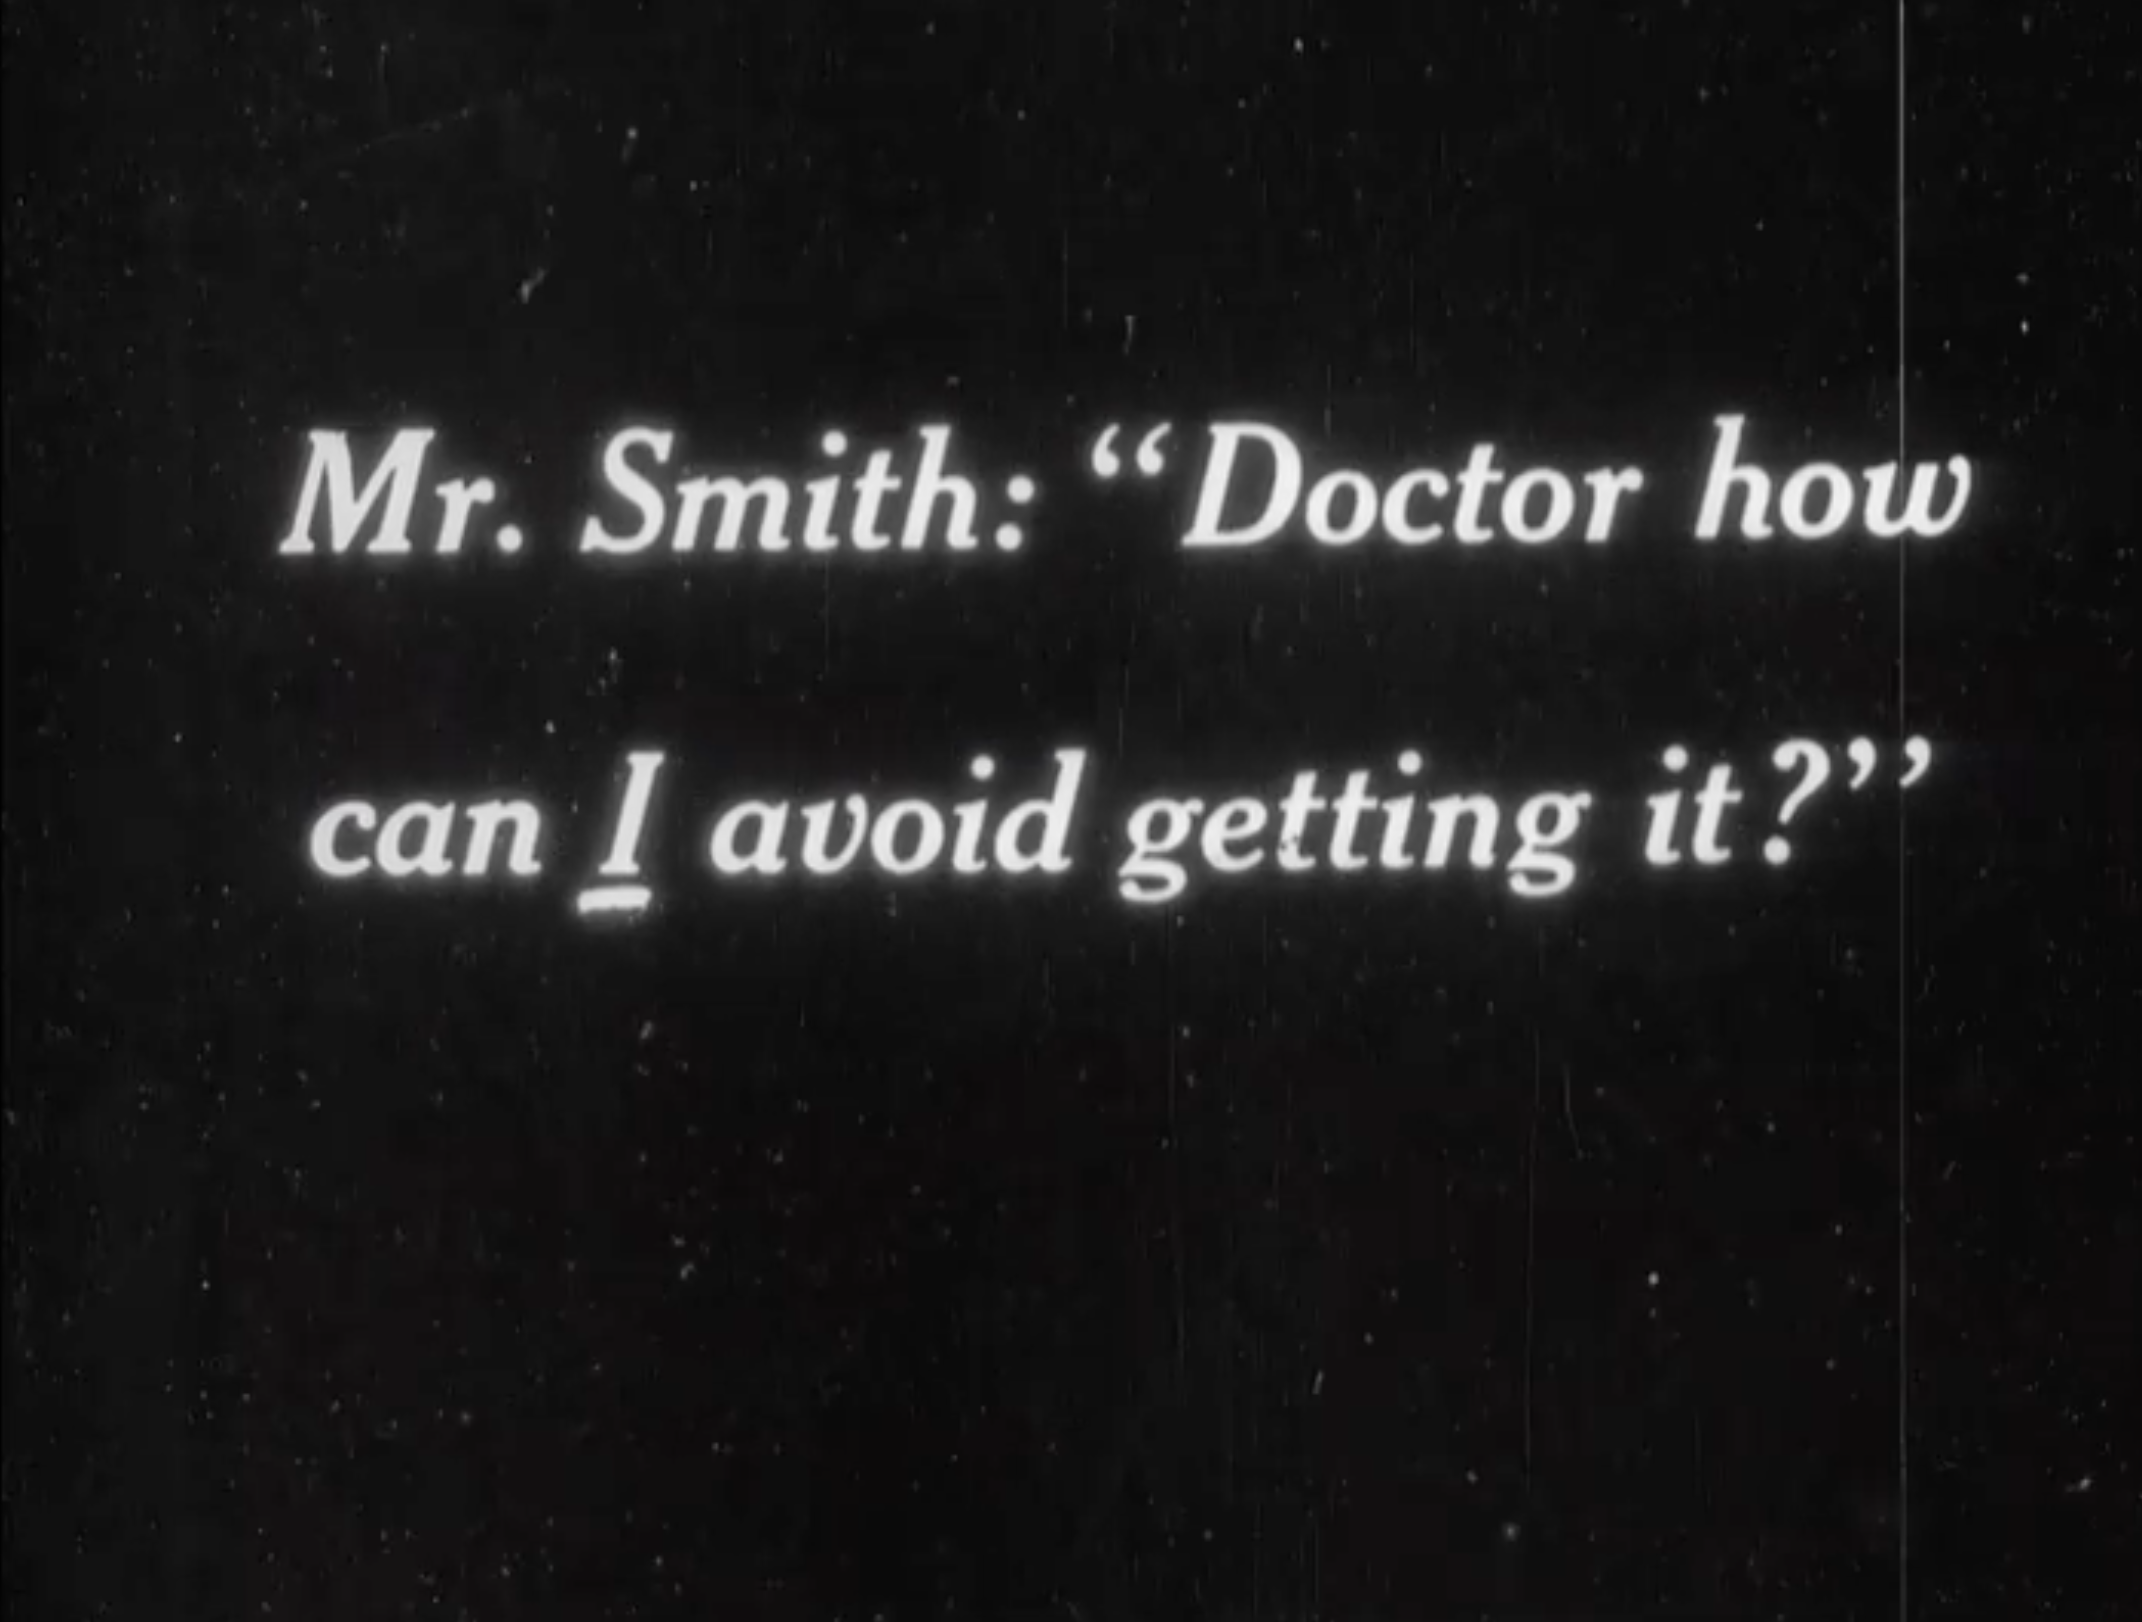 Mr. Smith: “Doctor how
can I avoid getting it?”